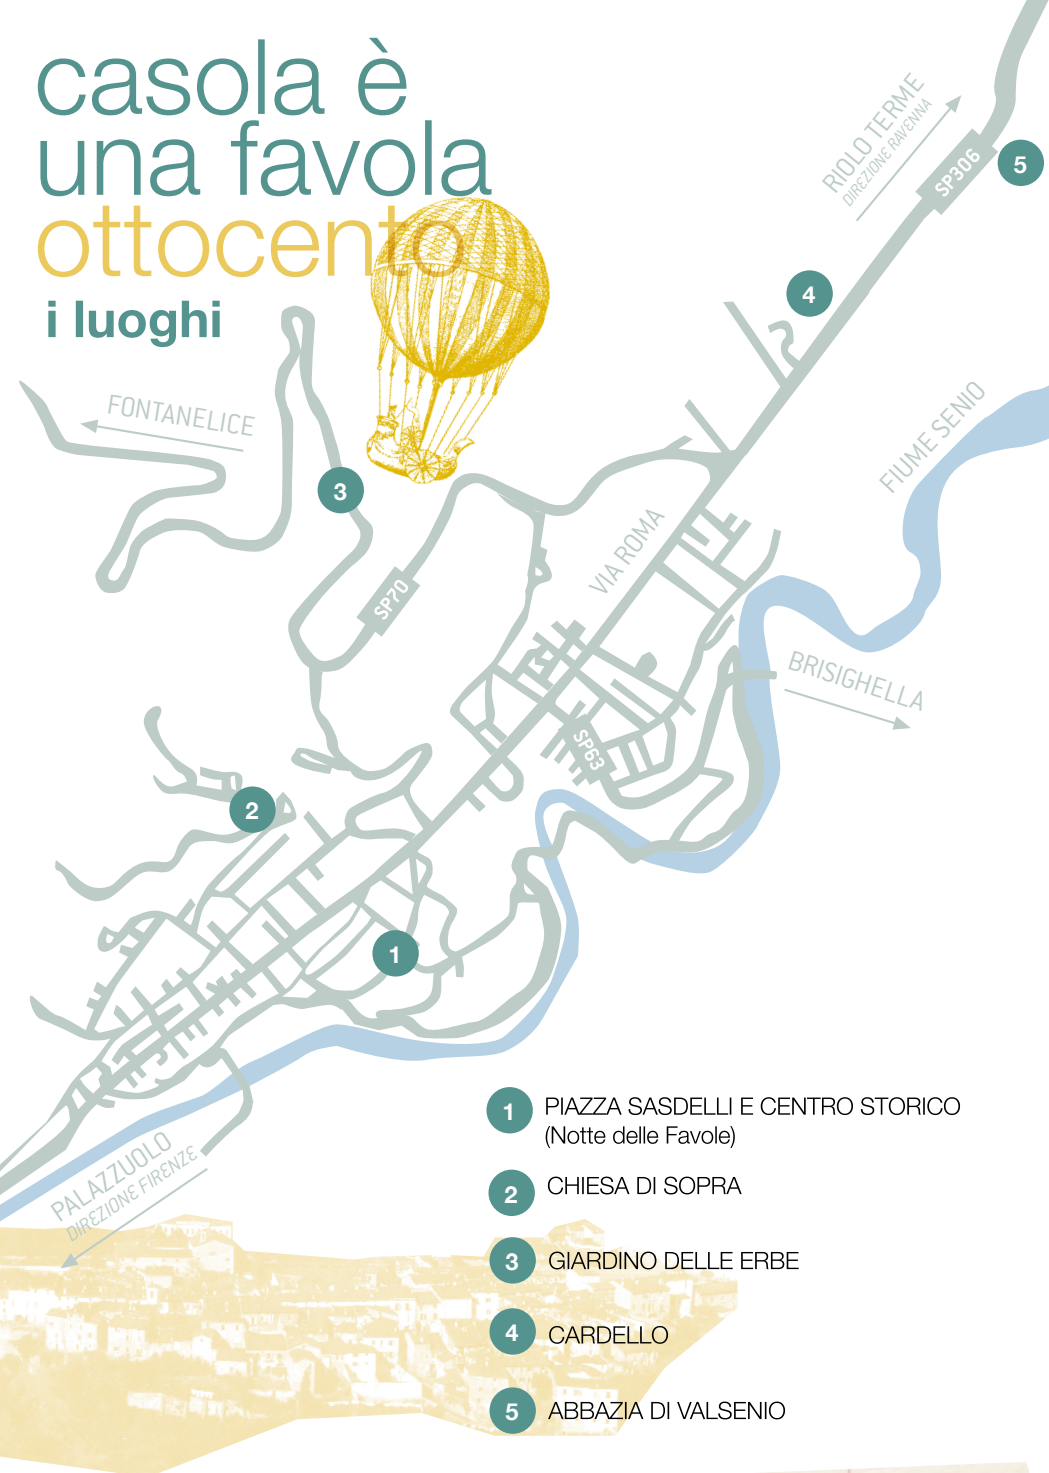 casola è
una favola
ottocento
i luoghi
RIOLO TERME
DIREZIONE RAVENNA
SP306
5
4
FONTANELICE
FIUME SENIO
3
VIA ROMA
SP70
BRISIGHELLA
SP63
2
1
PALAZZUOLO
DIREZIONE FIRENZE
1 PIAZZA SASDELLI E CENTRO STORICO
(Notte delle Favole)
2 CHIESA DI SOPRA
3 GIARDINO DELLE ERBE
4 CARDELLO
5 ABBAZIA DI VALSENIO